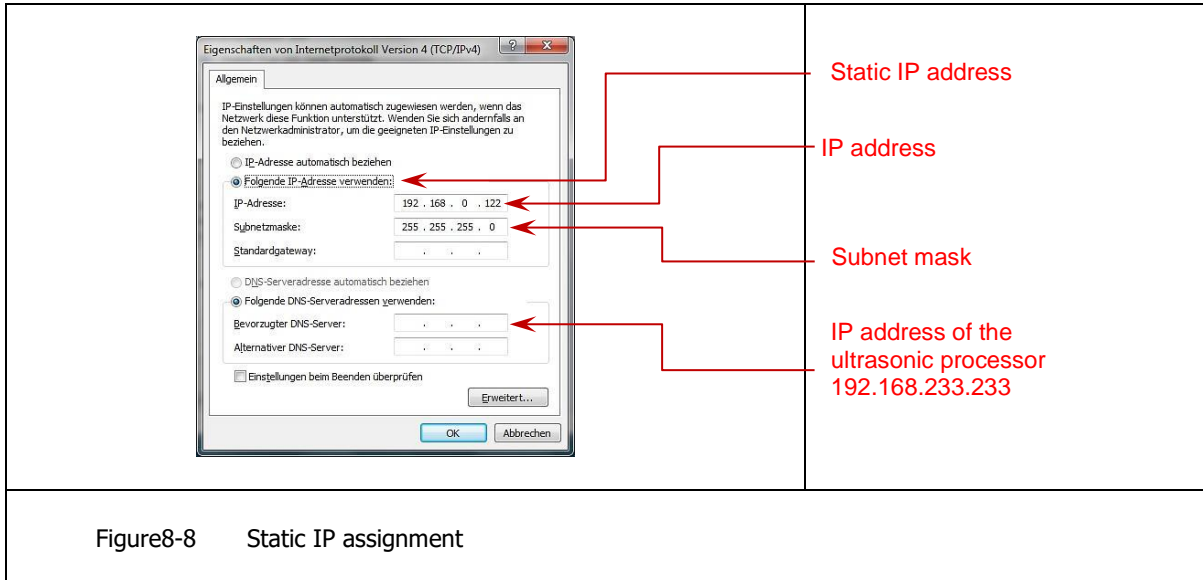 Eigenschaften von Internetprotokoll Version 4 (TCP/IPv4)
Allgemein
IP-Einstellungen können automatisch zugewiesen werden, wenn das
Netzwerk diese Funktion unterstützt. Wenden Sie sich andernfalls an
den Netzwerkadministrator, um die geeigneten IP-Einstellungen zu
beziehen.
IP-Adresse automatisch beziehen
Folgende IP-Adresse verwenden:
IP-Adresse: 192 . 168 . 0 . 122
Subnetzmaske: 255 . 255 . 255 . 0
Standardgateway: . . .
DNS-Serveradresse automatisch beziehen
Folgende DNS-Serveradressen verwenden:
Bevorzugter DNS-Server: . . .
Alternativer DNS-Server: . . .
Einstellungen beim Beenden überprüfen
Erweitert...
OK Abbrechen
Static IP address
IP address
Subnet mask
IP address of the
ultrasonic processor
192.168.233.233
Figure8-8 Static IP assignment